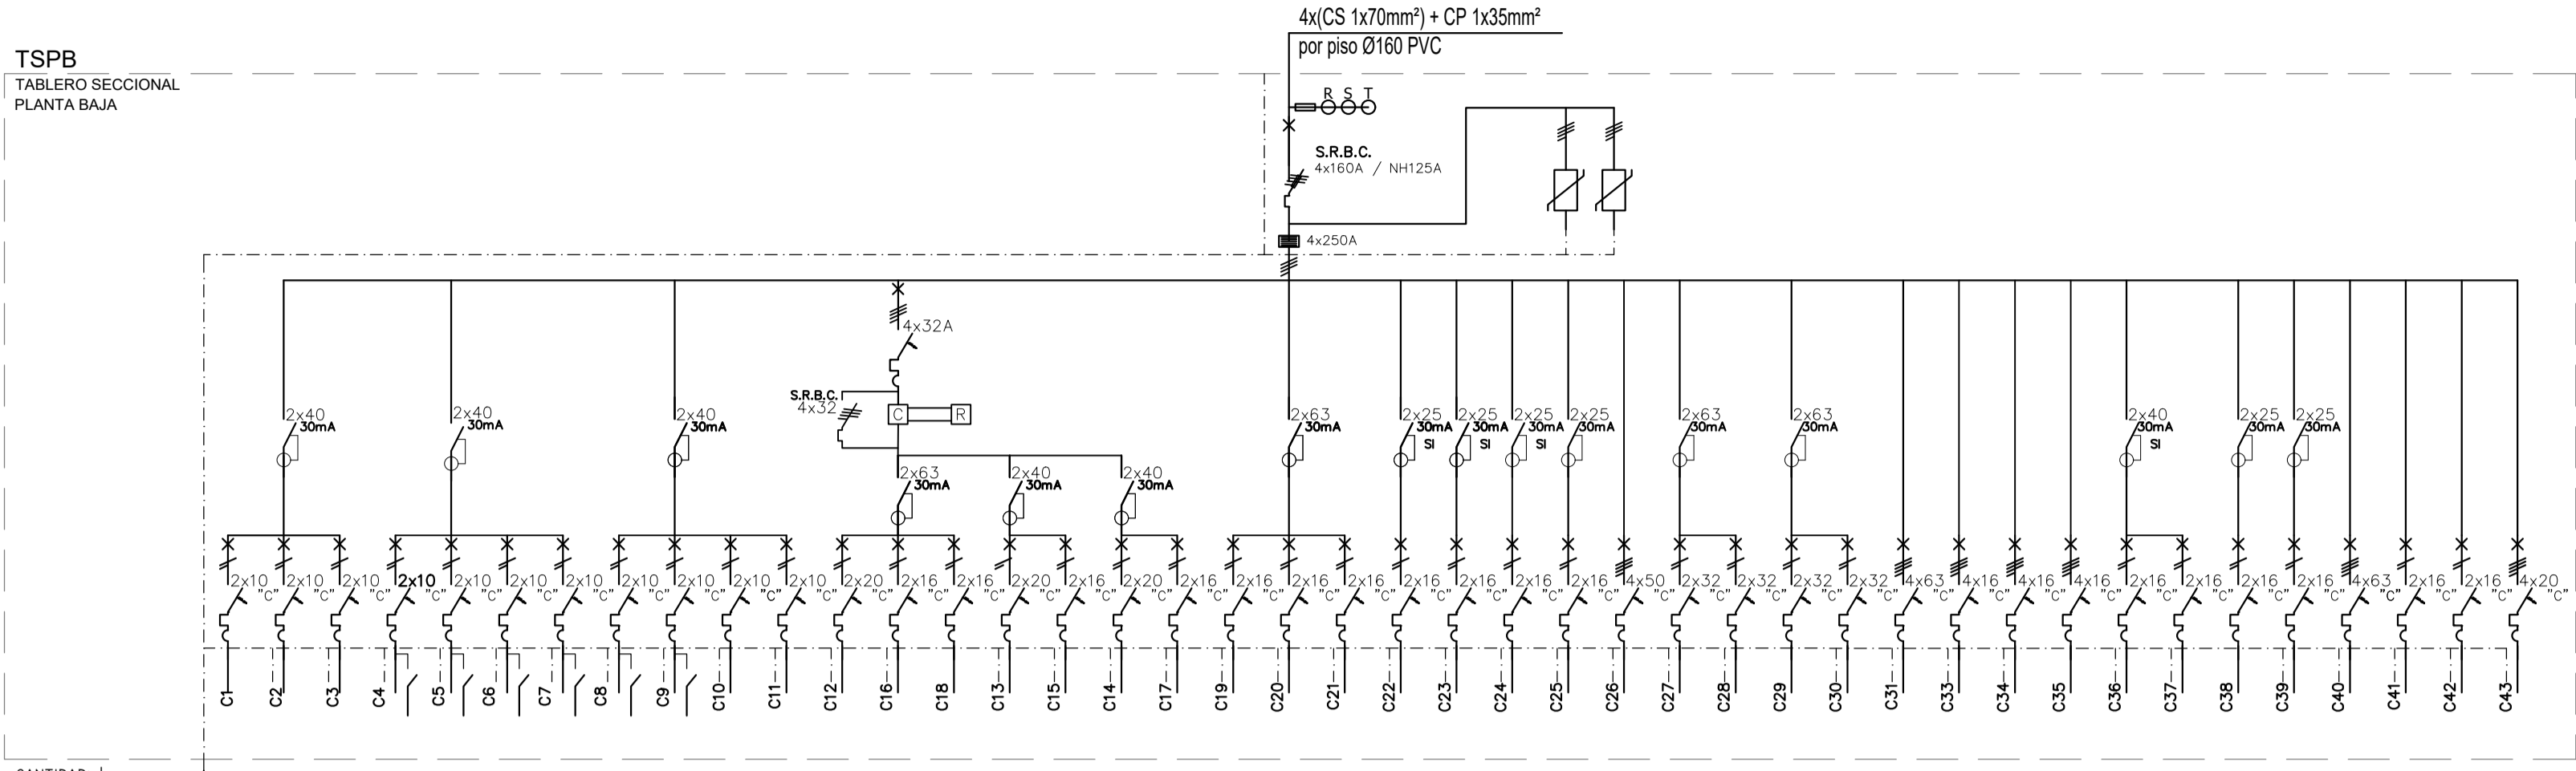 4x(CS 1x70mm²) + CP 1x35mm²
por piso Ø160 PVC
TSPB
TABLERO SECCIONAL
PLANTA BAJA
R S T
S.R.B.C.
4x160A / NH125A
4x250A
4x32A
S.R.B.C.
4x32
C R
2x40 2x40 2x40 2x63 2x25 2x25 2x25 2x25 2x63 2x63 2x40 2x25 2x25
30mA 30mA 30mA 30mA 30mA 30mA 30mA 30mA 30mA 30mA 30mA 30mA 30mA
SI SI SI SI
2x63 2x40 2x40
30mA 30mA 30mA
2x10 2x10 2x10 2x10 2x10 2x10 2x10 2x10 2x10 2x10 2x10 2x20 2x16 2x16 2x20 2x16 2x20 2x16 2x16 2x16 2x16 2x16 2x16 2x16 2x16 4x50 2x32 2x32 2x32 2x32 4x63 4x16 4x16 4x16 2x16 2x16 2x16 2x16 4x63 2x16 2x16 4x20
"C" "C" "C" "C" "C" "C" "C" "C" "C" "C" "C" "C" "C" "C" "C" "C" "C" "C" "C" "C" "C" "C" "C" "C" "C" "C" "C" "C" "C" "C" "C" "C" "C" "C" "C" "C" "C" "C" "C" "C" "C" "C"
C1 C2 C3 C4 C5 C6 C7 C8 C9 C10 C11 C12 C16 C18 C13 C15 C14 C17 C19 C20 C21 C22 C23 C24 C25 C26 C27 C28 C29 C30 C31 C33 C34 C35 C36 C37 C38 C39 C40 C41 C42 C43